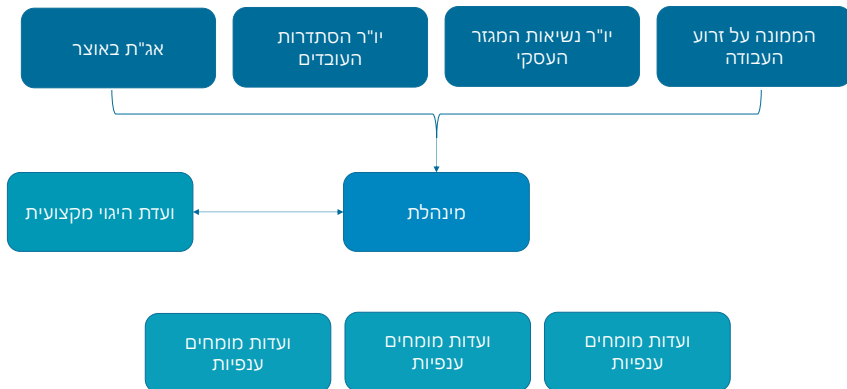 הממונה על זרוע
העבודה
יו"ר נשיאות המגזר
העסקי
יו"ר הסתדרות
העובדים
אג"ת באוצר
מינהלת
ועדת היגוי מקצועית
ועדות מומחים
ענפיות
ועדות מומחים
ענפיות
ועדות מומחים
ענפיות